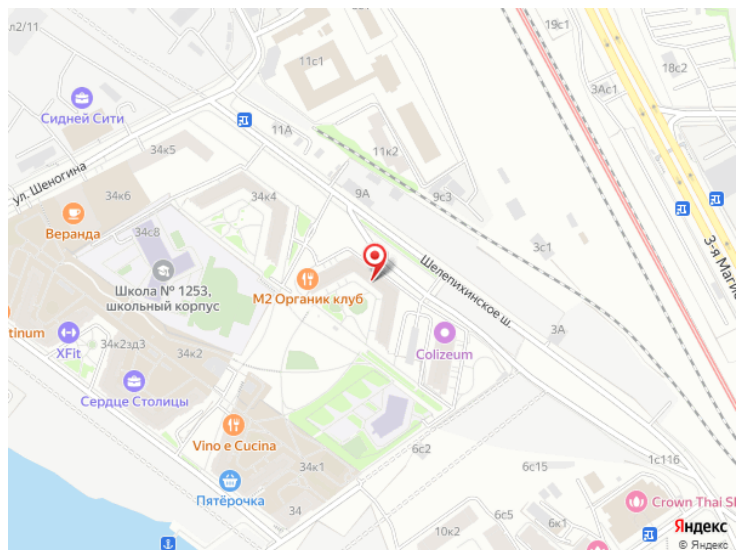 л2/11
19с1
11с1
3Ас1
18с2
Сидней Сити
11А
34к5
11к2
ул. Шеногина
34к6
34к4
9А
9с3
Веранда
34с8
3с1
3-я Маги
Школа № 1253,
школьный корпус
Шелепихинское ш.
М2 Органик клуб
tinum
XFit
34к2зд3
34к2
Colizeum
3А
Сердце Столицы
Vino e Cucina
6с2
34к1
1с116
6с15
Пятёрочка
34
6с5
6к1
10к2
Crown Thai S
Яндекс
© Яндекс